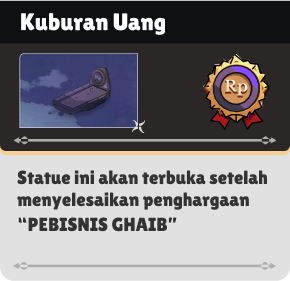 Kuburan Uang
Rp
Statue ini akan terbuka setelah
menyelesaikan penghargaan
“PEBISNIS GHAIB”